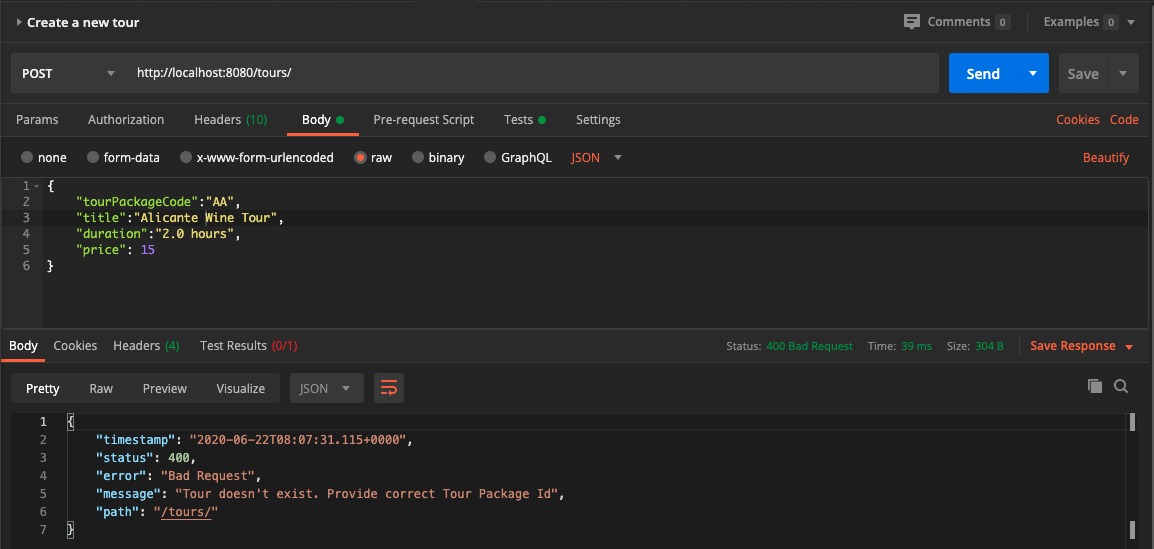 Create a new tour
Comments 0 Examples 0
POST http://localhost:8080/tours/ Send Save
Params Authorization Headers (10) Body Pre-request Script Tests Settings Cookies Code
none form-data x-www-form-urlencoded raw binary GraphQL JSON Beautify
1 {
2 "tourPackageCode":"AA",
3 "title":"Alicante Wine Tour",
4 "duration":"2.0 hours",
5 "price": 15
6 }
Body Cookies Headers (4) Test Results (0/1) Status: 400 Bad Request Time: 39 ms Size: 304 B Save Response
Pretty Raw Preview Visualize JSON
1 {
2 "timestamp": "2020-06-22T08:07:31.115+0000",
3 "status": 400,
4 "error": "Bad Request",
5 "message": "Tour doesn't exist. Provide correct Tour Package Id",
6 "path": "/tours/"
7 }